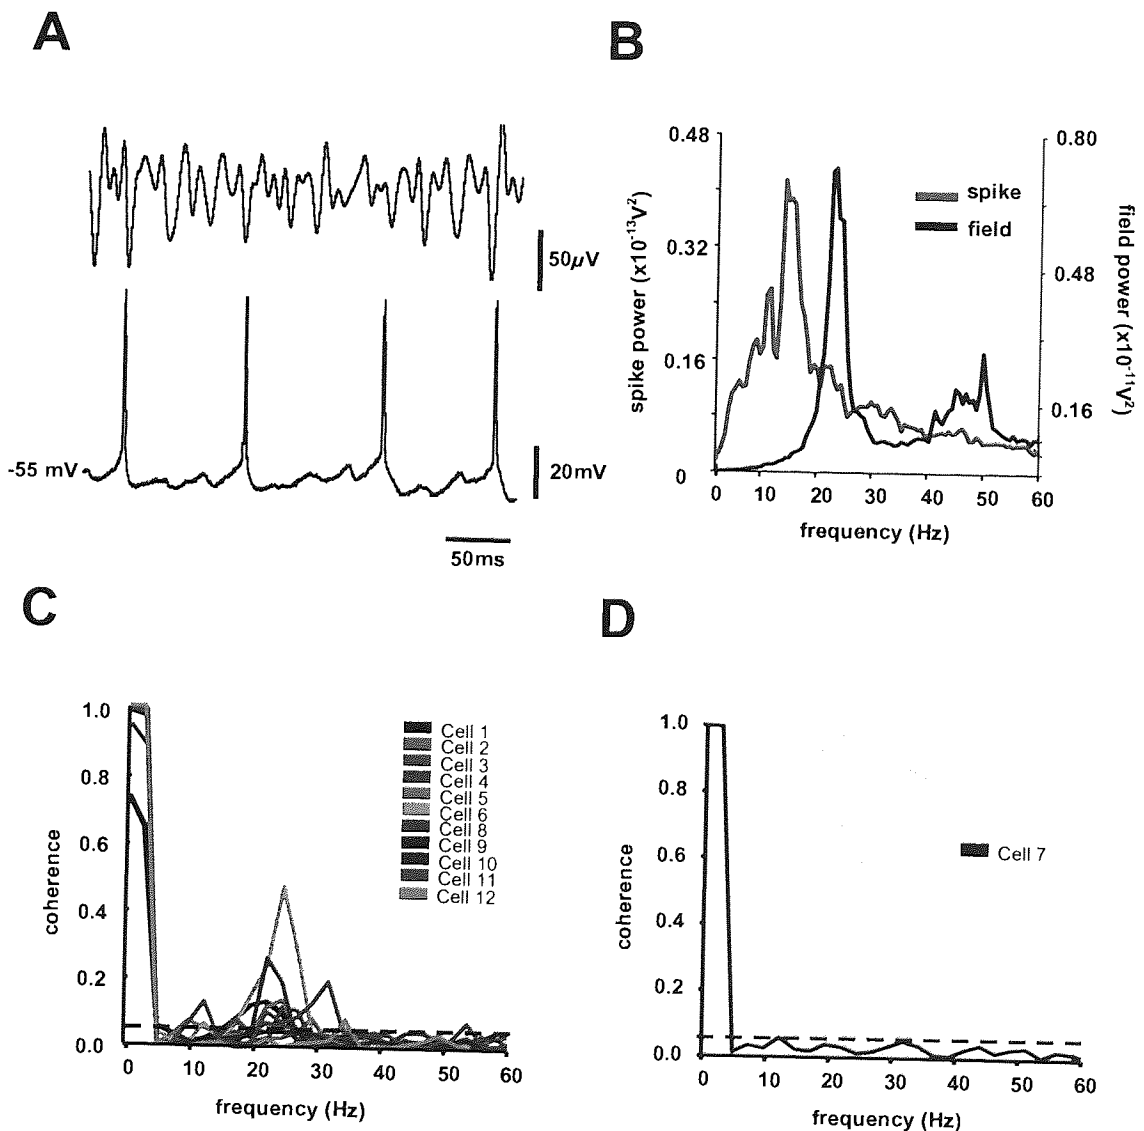 A
50µV
-55 mV
20mV
50ms
B
0.48
0.32
0.16
0
spike power (x10-13V2)
spike
field
0.80
0.48
0.16
field power (x10-11V2)
0 10 20 30 40 50 60
frequency (Hz)
C
1.0
0.8
0.6
0.4
0.2
0.0
coherence
Cell 1
Cell 2
Cell 3
Cell 4
Cell 5
Cell 6
Cell 8
Cell 9
Cell 10
Cell 11
Cell 12
0 10 20 30 40 50 60
frequency (Hz)
D
1.0
0.8
0.6
0.4
0.2
0.0
coherence
Cell 7
0 10 20 30 40 50 60
frequency (Hz)